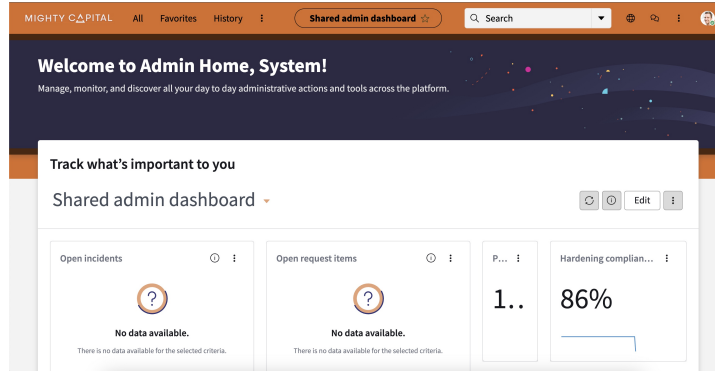 MIGHTY CAPITAL All Favorites History Shared admin dashboard Search
Welcome to Admin Home, System!
Manage, monitor, and discover all your day to day administrative actions and tools across the platform.
Track what's important to you
Shared admin dashboard
Edit
Open incidents
?
No data available.
There is no data available for the selected criteria.
Open request items
?
No data available.
There is no data available for the selected criteria.
P...
1..
Hardening complian...
86%